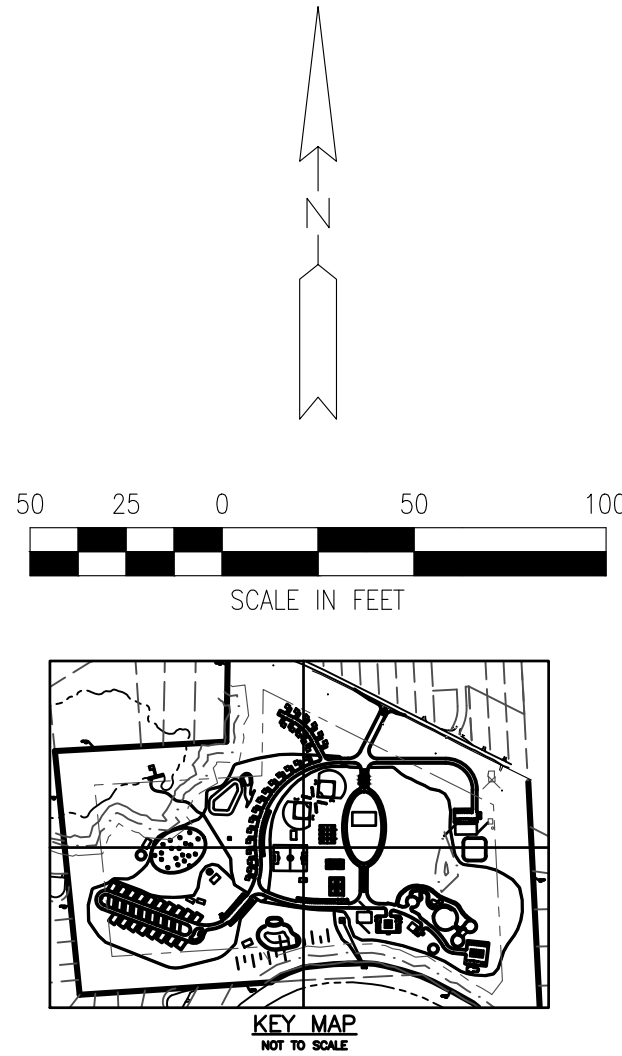 N
50 25 0 50 100
SCALE IN FEET
KEY MAP
NOT TO SCALE